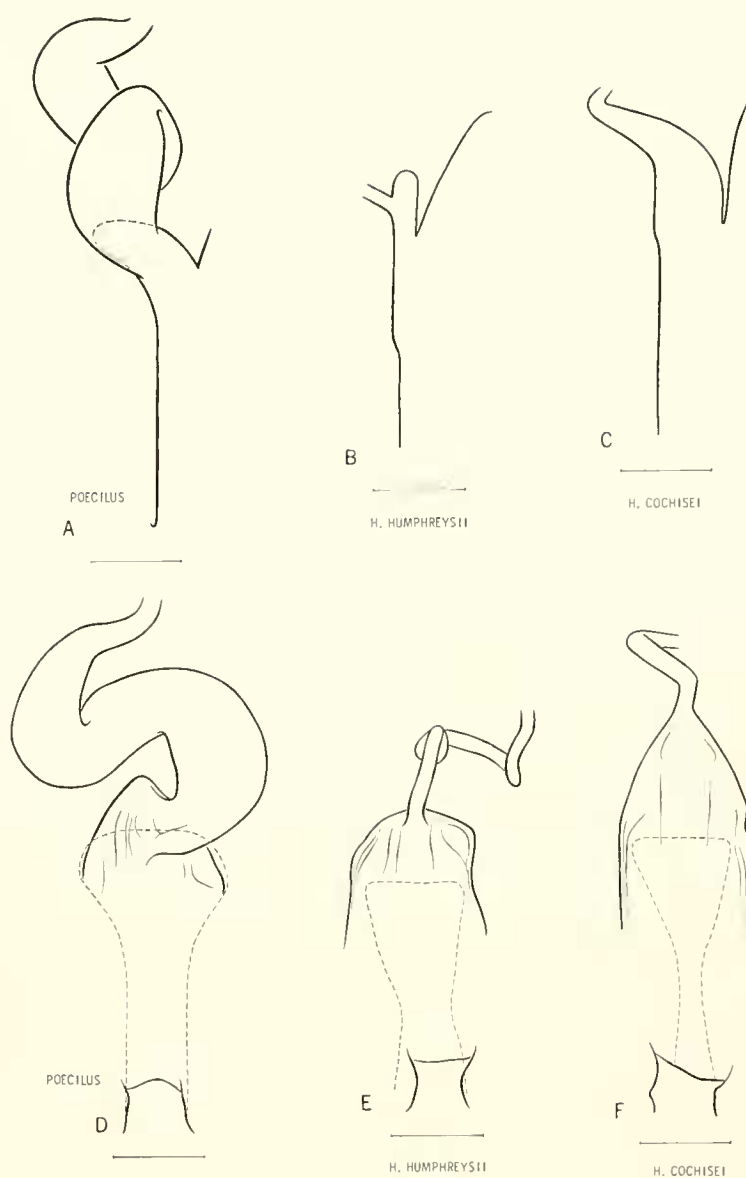 POECILUS
A
B
H. HUMPHREYSII
C
H. COCHISEI
POECILUS
D
E
H. HUMPHREYSII
F
H. COCHISEI